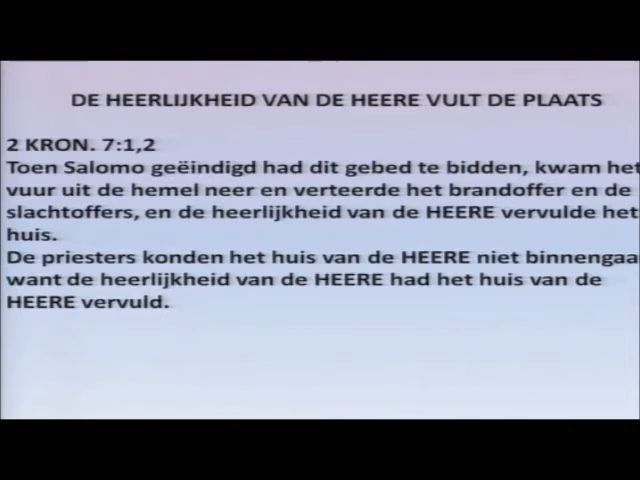 DE HEERLIJKHEID VAN DE HEERE VULT DE PLAATS
2 KRON. 7:1,2
Toen Salomo geëindigd had dit gebed te bidden, kwam het
vuur uit de hemel neer en verteerde het brandoffer en de
slachtoffers, en de heerlijkheid van de HEERE vervulde het
huis.
De priesters konden het huis van de HEERE niet binnengaa
want de heerlijkheid van de HEERE had het huis van de
HEERE vervuld.